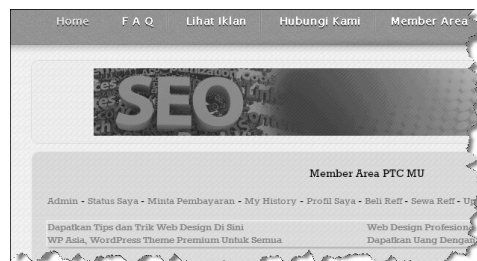 Home F A Q Lihat Iklan Hubungi Kami Member Area
SEO
Member Area PTC MU
Admin - Status Saya - Minta Pembayaran - My History - Profil Saya - Beli Reff - Sewa Reff -
Dapatkan Tips dan Trik Web Design Di Sini Web Design
WP Asia, WordPress Theme Premium Untuk Semua Dapatkan Uang Dengan